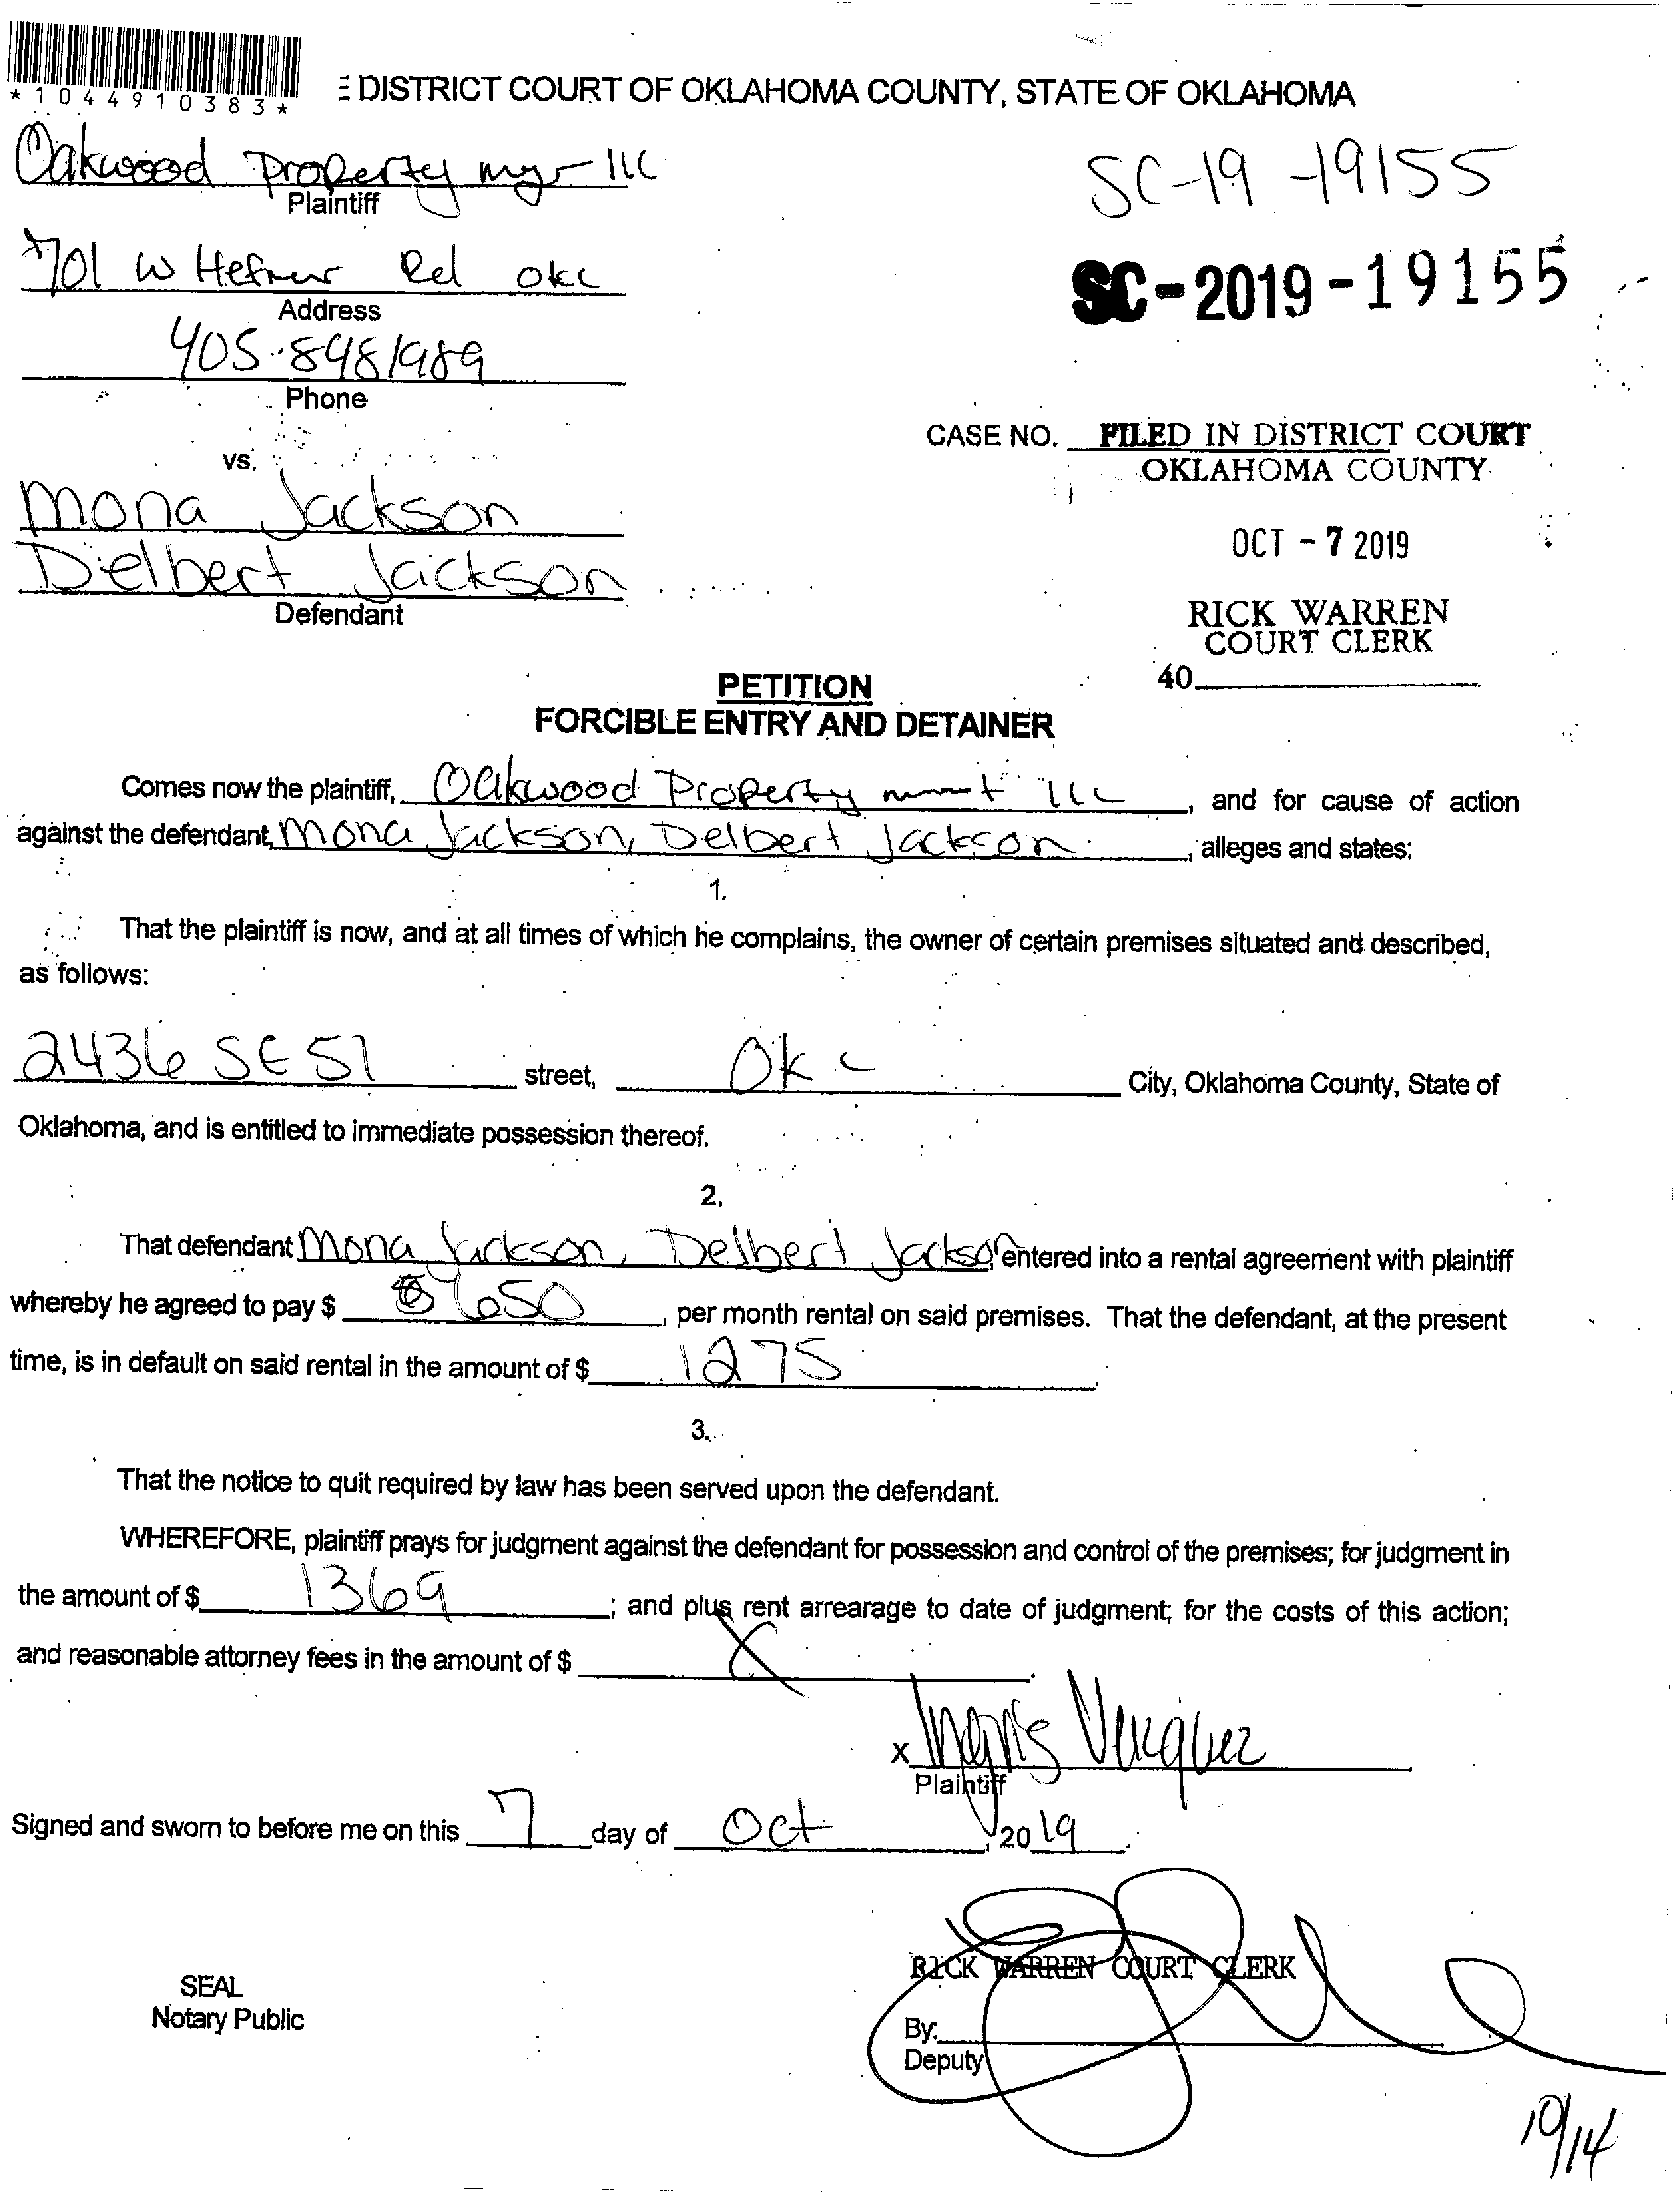 *1044910383*
E DISTRICT COURT OF OKLAHOMA COUNTY, STATE OF OKLAHOMA
Oakwood Property mgr llc
Plaintiff
SC-19-19155
701 W Hefner Rd okc
Address
SC-2019-19155
405-8481989
Phone
CASE NO. FILED IN DISTRICT COURT
OKLAHOMA COUNTY
vs.
Mona Jackson
OCT - 7 2019
Delbert Jackson
Defendant
RICK WARREN
COURT CLERK
40
PETITION
FORCIBLE ENTRY AND DETAINER
Comes now the plaintiff, Oakwood Property mmt llc, and for cause of action
against the defendant, Mona Jackson, Delbert Jackson, alleges and states:
1.
That the plaintiff is now, and at all times of which he complains, the owner of certain premises situated and described,
as follows:
2436 SE 51 street, OKC City, Oklahoma County, State of
Oklahoma, and is entitled to immediate possession thereof.
2.
That defendant Mona Jackson, Delbert Jackson entered into a rental agreement with plaintiff
whereby he agreed to pay $ 650, per month rental on said premises. That the defendant, at the present
time, is in default on said rental in the amount of $ 1275.
3.
That the notice to quit required by law has been served upon the defendant.
WHEREFORE, plaintiff prays for judgment against the defendant for possession and control of the premises; for judgment in
the amount of $ 1369; and plus rent arrearage to date of judgment; for the costs of this action;
and reasonable attorney fees in the amount of $ X.
x
Plaintiff
Signed and sworn to before me on this 7 day of Oct, 2019.
RICK WARREN COURT CLERK
SEAL
Notary Public
By:
Deputy
10/14